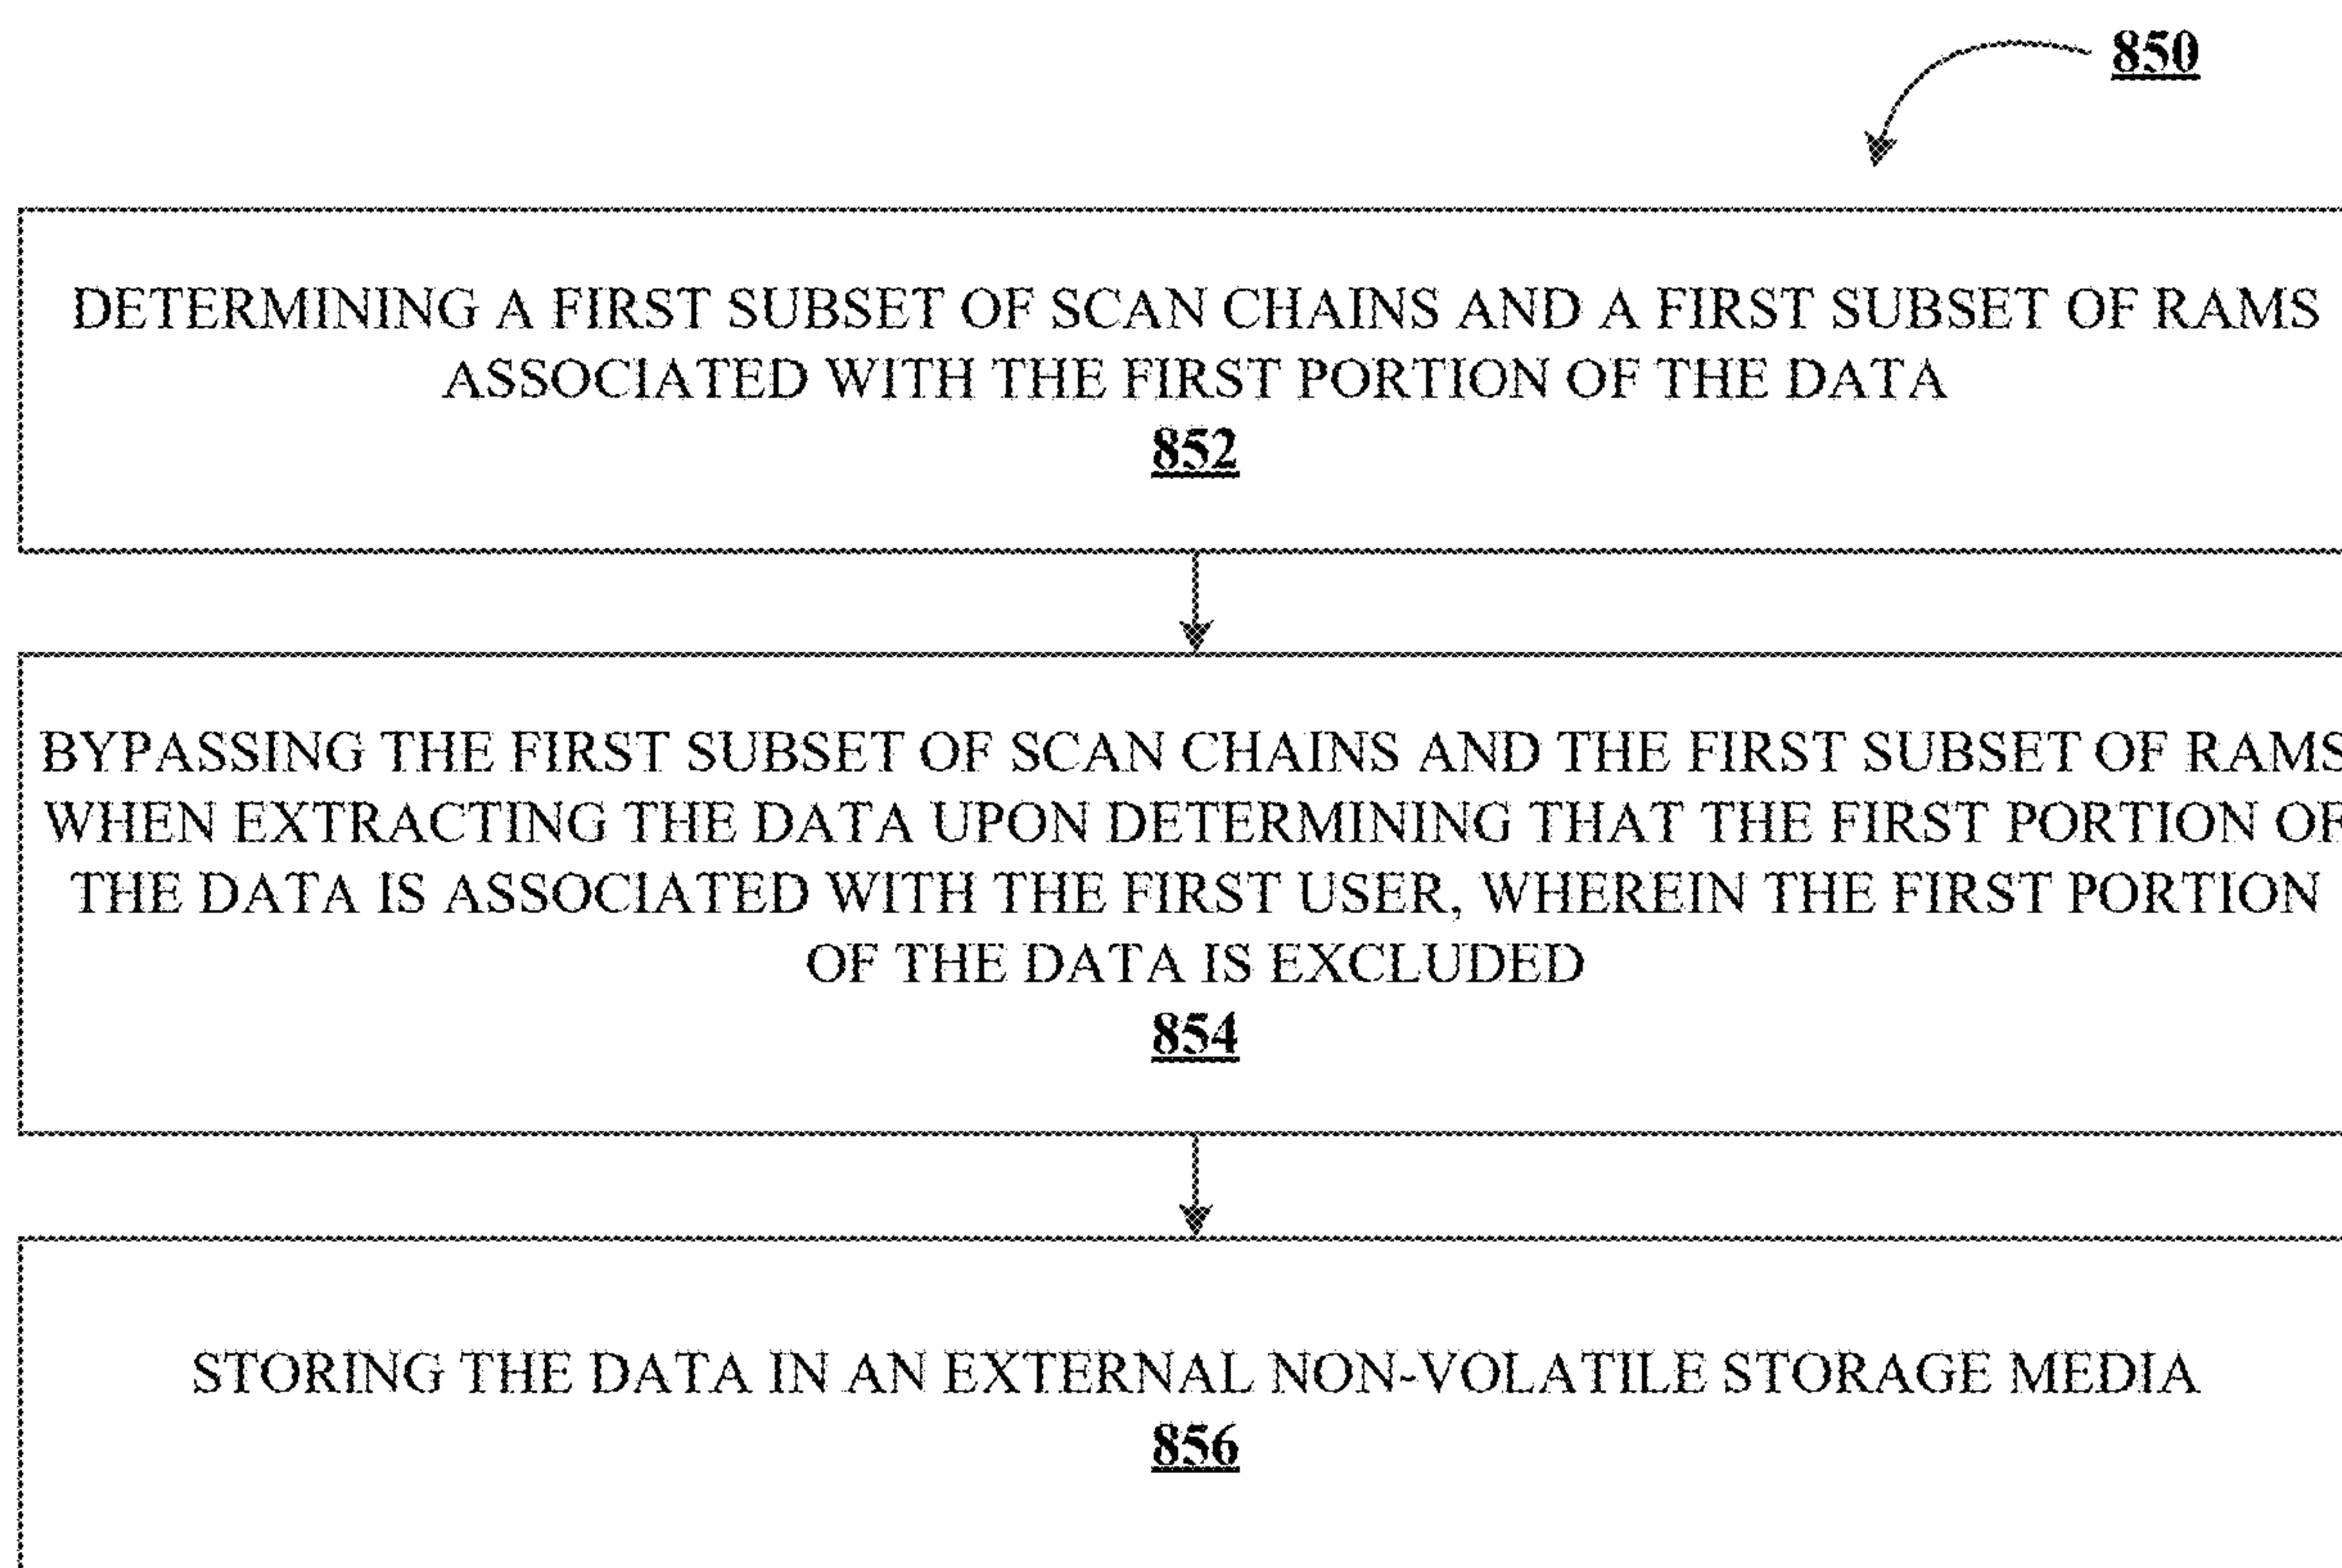 850
DETERMINING A FIRST SUBSET OF SCAN CHAINS AND A FIRST SUBSET OF RAMS
ASSOCIATED WITH THE FIRST PORTION OF THE DATA
852
BYPASSING THE FIRST SUBSET OF SCAN CHAINS AND THE FIRST SUBSET OF RAMS
WHEN EXTRACTING THE DATA UPON DETERMINING THAT THE FIRST PORTION OF
THE DATA IS ASSOCIATED WITH THE FIRST USER, WHEREIN THE FIRST PORTION
OF THE DATA IS EXCLUDED
854
STORING THE DATA IN AN EXTERNAL NON-VOLATILE STORAGE MEDIA
856